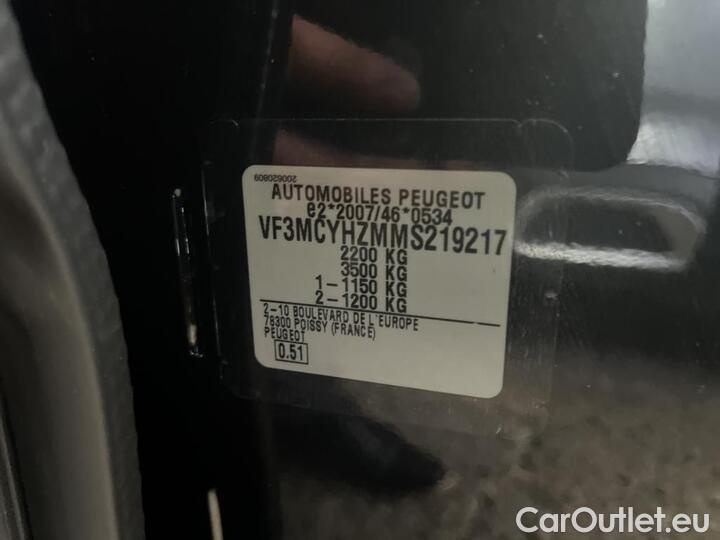 200620809
AUTOMOBILES PEUGEOT
e2*2007/46*0534
VF3MCYHZMMS219217
2200 KG
3500 KG
1-1150 KG
2-1200 KG
2-10 BOULEVARD DE L'EUROPE
78300 POISSY (FRANCE)
PEUGEOT
0.51
CarOutlet.eu